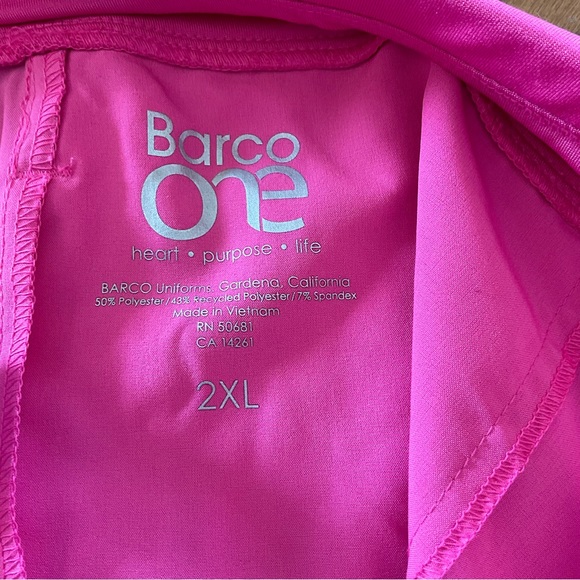 Barco
One
heart • purpose • life
BARCO Uniforms. Gardena, California
50% Polyester/43% Recycled Polyester/7% Spandex
Made in Vietnam
RN 50681
CA 14261
2XL